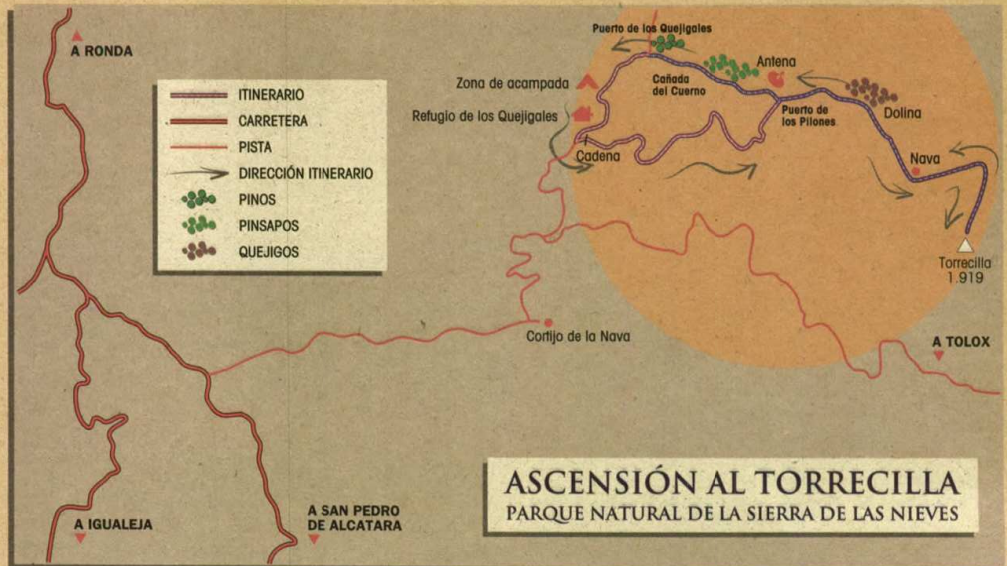 A RONDA
ITINERARIO
CARRETERA
PISTA
DIRECCIÓN ITINERARIO
PINOS
PINSAPOS
QUEJIGOS
Puerto de los Quejigales
Zona de acampada
Refugio de los Quejigales
Cañada
del Cuerno
Antena
Puerto de
los Pilones
Dolina
Cadena
Nava
Torrecilla
1.919
Cortijo de la Nava
A TOLOX
A IGUALEJA
A SAN PEDRO
DE ALCATARA
ASCENSIÓN AL TORRECILLA
PARQUE NATURAL DE LA SIERRA DE LAS NIEVES